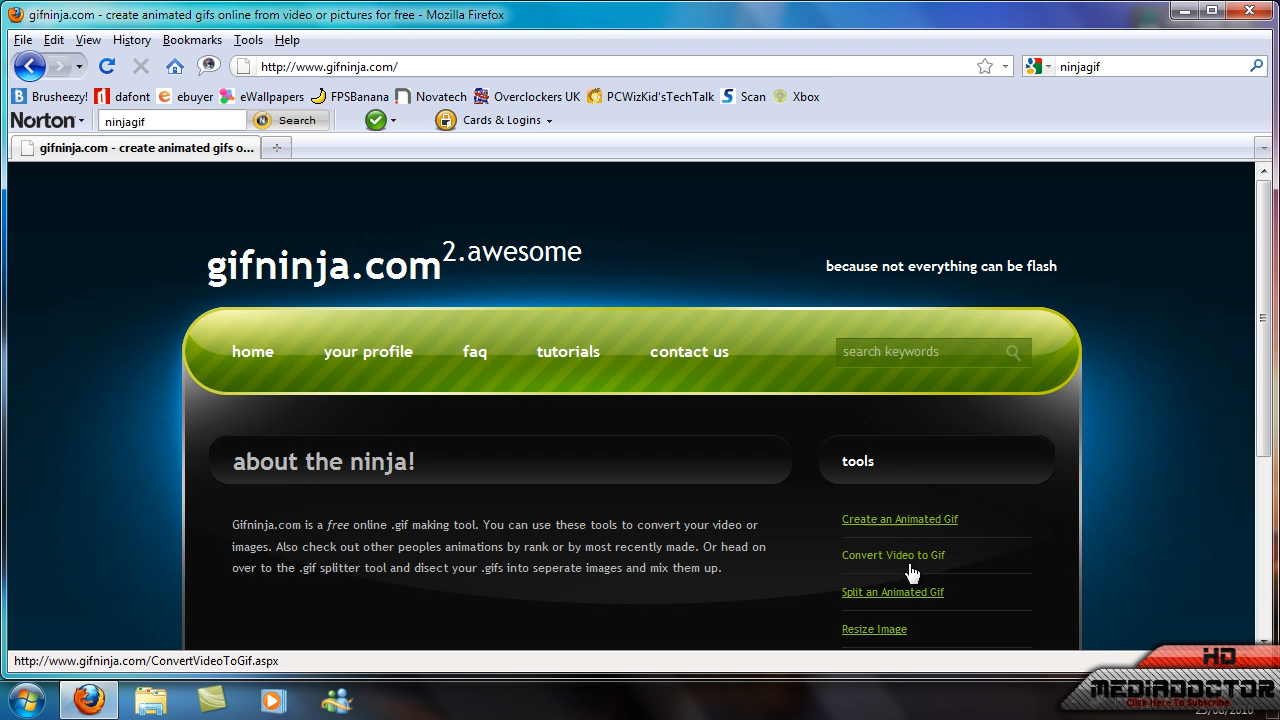 gifninja.com - create animated gifs online from video or pictures for free - Mozilla Firefox
File Edit View History Bookmarks Tools Help
http://www.gifninja.com/
ninjagif
Brusheezy! dafont ebuyer eWallpapers FPSBanana Novatech Overclockers UK PCWizKid'sTechTalk Scan Xbox
Norton ninjagif Search Cards & Logins
gifninja.com - create animated gifs o...
gifninja.com 2.awesome
because not everything can be flash
home your profile faq tutorials contact us search keywords
about the ninja!
tools
Gifninja.com is a free online .gif making tool. You can use these tools to convert your video or
images. Also check out other peoples animations by rank or by most recently made. Or head on
over to the .gif splitter tool and disect your .gifs into seperate images and mix them up.
Create an Animated Gif
Convert Video to Gif
Split an Animated Gif
Resize Image
http://www.gifninja.com/ConvertVideoToGif.aspx
HD
MEDIADOCTOR
Click Here To Subscribe